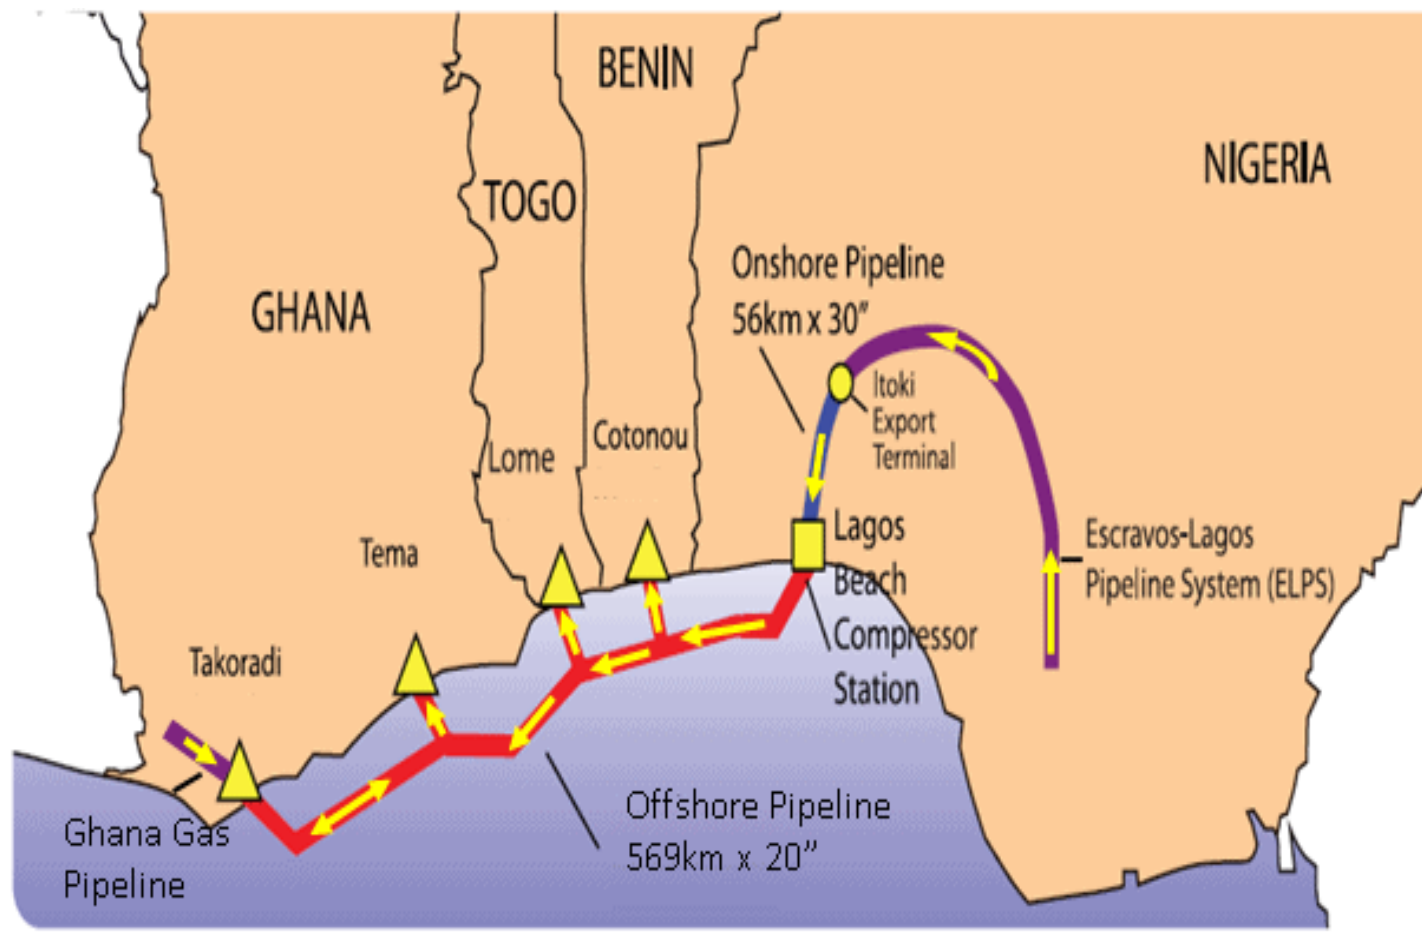 BENIN
NIGERIA
TOGO
Onshore Pipeline
56km x 30”
GHANA
Itoki
Export
Terminal
Cotonou
Lome
Lagos
Beach
Compressor
Station
Escravos-Lagos
Pipeline System (ELPS)
Tema
Takoradi
Offshore Pipeline
569km x 20”
Ghana Gas
Pipeline